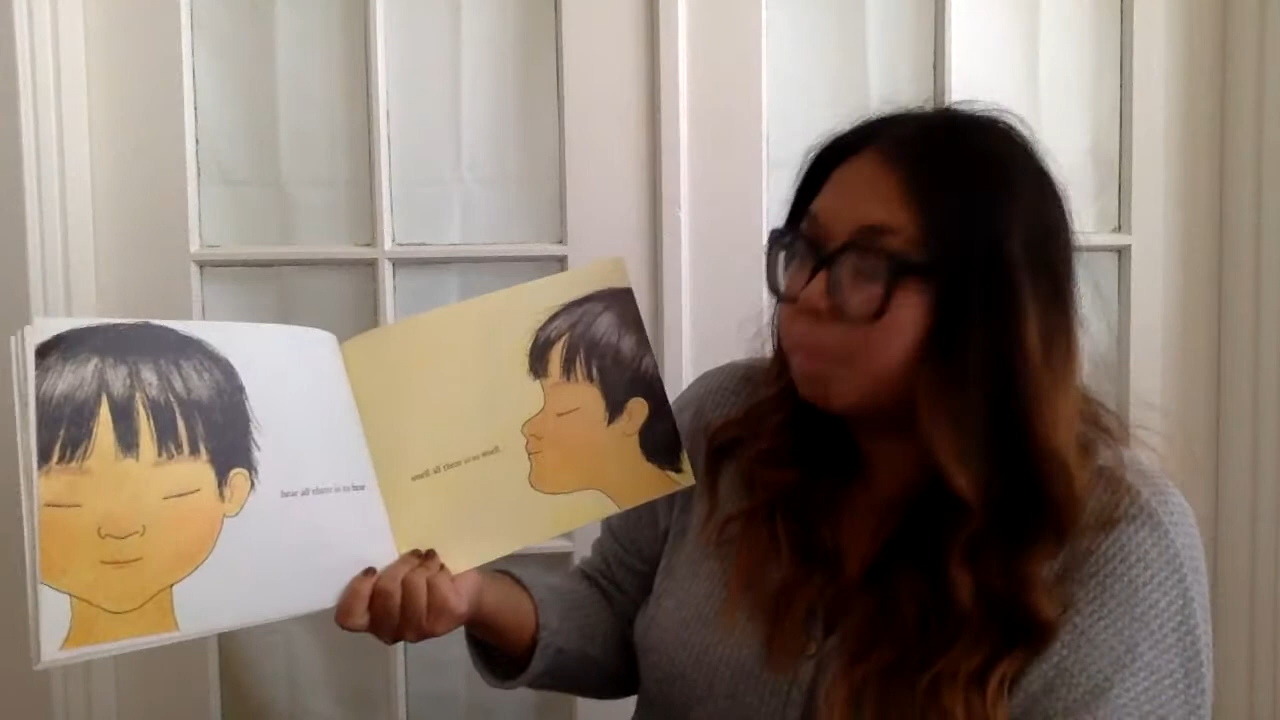 hear all there is to hear
smell all there is to smell